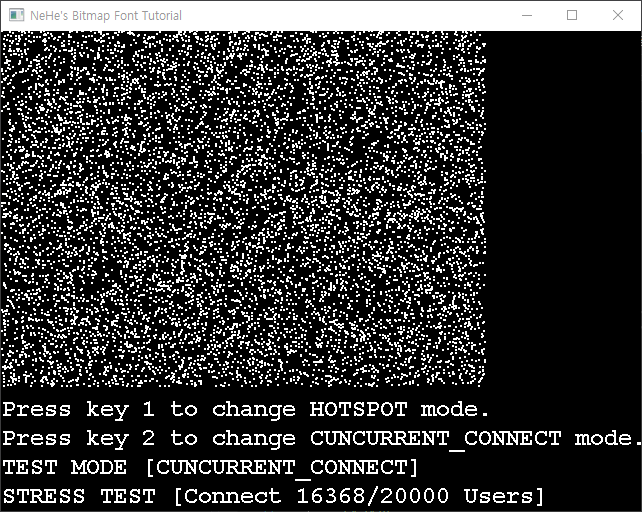 NeHe's Bitmap Font Tutorial
Press key 1 to change HOTSPOT mode.
Press key 2 to change CUNCURRENT_CONNECT mode.
TEST MODE [CUNCURRENT_CONNECT]
STRESS TEST [Connect 16368/20000 Users]